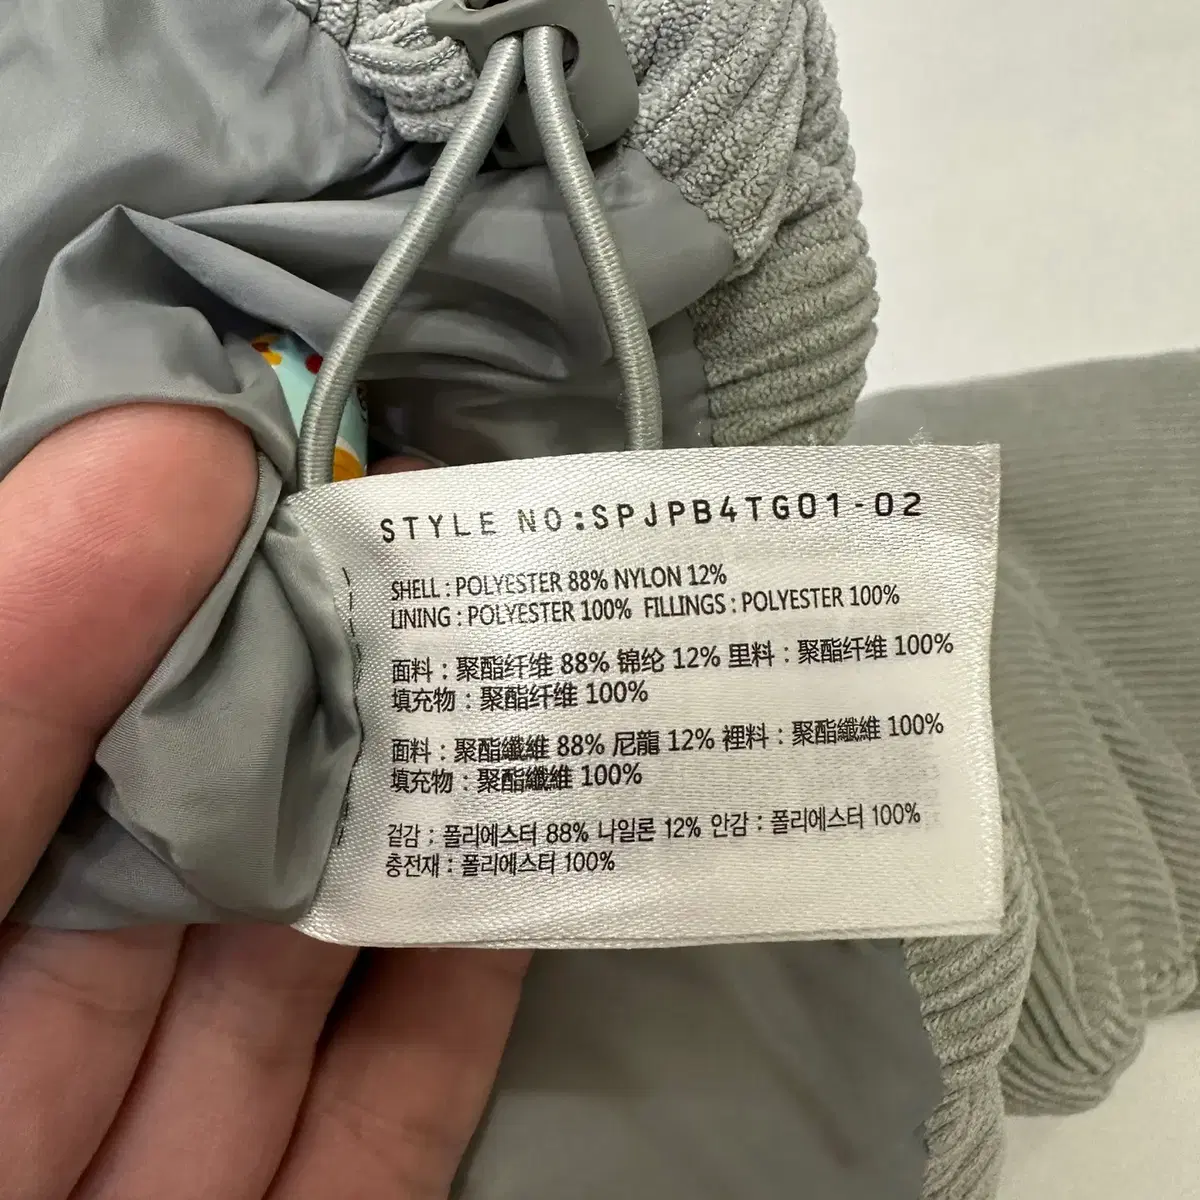 STYLE NO:SPJPB4TG01-02
SHELL : POLYESTER 88% NYLON 12%
LINING : POLYESTER 100% FILLINGS : POLYESTER 100%
面料 : 聚酯纤维 88% 锦纶 12% 里料 : 聚酯纤维 100%
填充物 : 聚酯纤维 100%
面料 : 聚酯纖維 88% 尼龍 12% 裡料 : 聚酯纖維 100%
填充物 : 聚酯纖維 100%
겉감 : 폴리에스터 88% 나일론 12% 안감 : 폴리에스터 100%
충전재 : 폴리에스터 100%